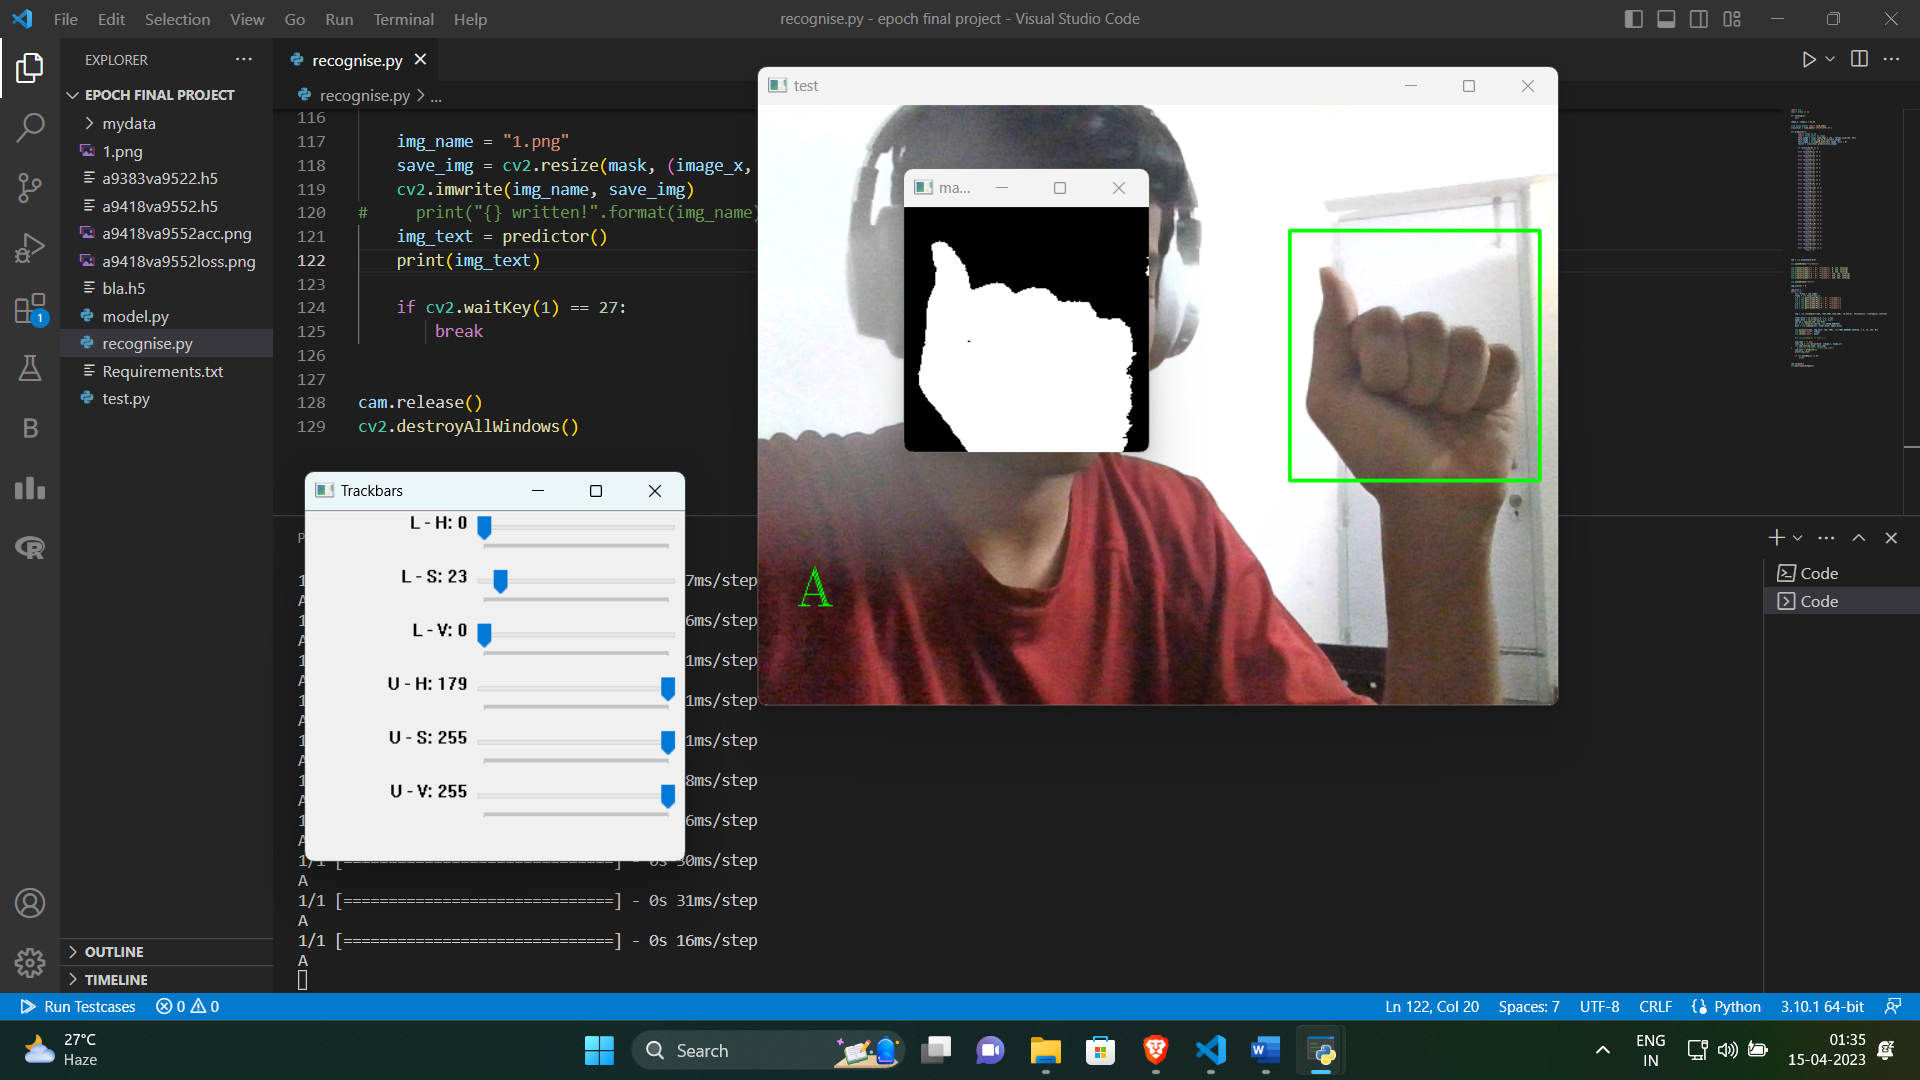 File Edit Selection View Go Run Terminal Help
recognise.py - epoch final project - Visual Studio Code
EXPLORER
EPOCH FINAL PROJECT
mydata
1.png
a9383va9522.h5
a9418va9552.h5
a9418va9552acc.png
a9418va9552loss.png
bla.h5
model.py
recognise.py
Requirements.txt
test.py
OUTLINE
TIMELINE
recognise.py
recognise.py > ...
116
117 img_name = "1.png"
118 save_img = cv2.resize(mask, (image_x,
119 cv2.imwrite(img_name, save_img)
120 # print("{} written!".format(img_name)
121 img_text = predictor()
122 print(img_text)
123
124 if cv2.waitKey(1) == 27:
125 break
126
127
128 cam.release()
129 cv2.destroyAllWindows()
test
ma...
A
Trackbars
L - H: 0
L - S: 23
L - V: 0
U - H: 179
U - S: 255
U - V: 255
7ms/step
6ms/step
1ms/step
1ms/step
1ms/step
8ms/step
6ms/step
1/1 [==============================] - 0s 30ms/step
A
1/1 [==============================] - 0s 31ms/step
A
1/1 [==============================] - 0s 16ms/step
A
Code
Code
1
Run Testcases 0 0
Ln 122, Col 20 Spaces: 7 UTF-8 CRLF Python 3.10.1 64-bit
27°C
Haze
Search
ENG
IN
01:35
15-04-2023